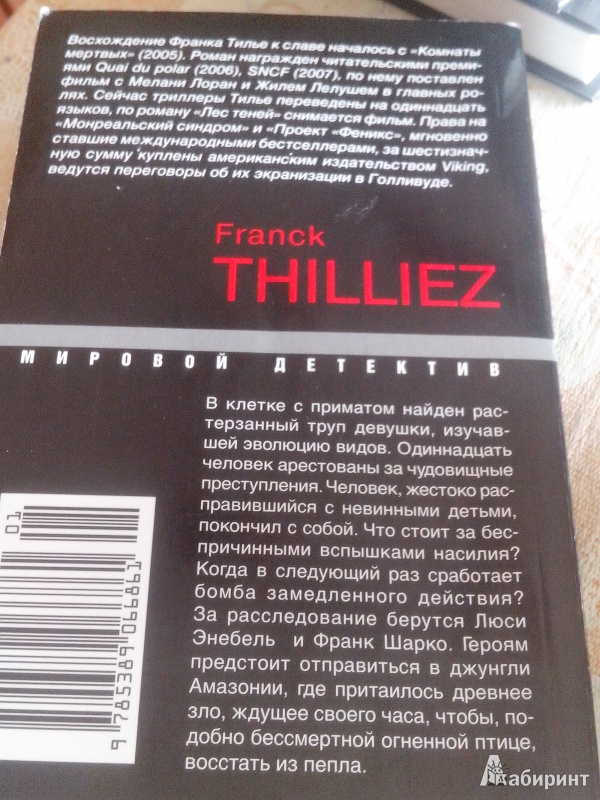 Восхождение Франка Тилье к славе началось с «Комнаты
мертвых» (2005). Роман награжден читательскими преми-
ями Quai du polar (2006), SNCF (2007), по нему поставлен
фильм с Мелани Лоран и Жилем Лелушем в главных ро-
лях. Сейчас триллеры Тилье переведены на одиннадцать
языков, по роману «Лес теней» снимается фильм. Права на
«Монреальский синдром» и «Проект «Феникс», мгновенно
ставшие международными бестселлерами, за шестизнач-
ную сумму куплены американским издательством Viking,
ведутся переговоры об их экранизации в Голливуде.
Franck
THILLIEZ
МИРОВОЙ ДЕТЕКТИВ
В клетке с приматом найден рас-
терзанный труп девушки, изучав-
шей эволюцию видов. Одиннадцать
человек арестованы за чудовищные
преступления. Человек, жестоко рас-
правившийся с невинными детьми,
покончил с собой. Что стоит за бес-
причинными вспышками насилия?
Когда в следующий раз сработает
бомба замедленного действия?
За расследование берутся Люси
Энебель и Франк Шарко. Героям
предстоит отправиться в джунгли
Амазонии, где притаилось древнее
зло, ждущее своего часа, чтобы, по-
добно бессмертной огненной птице,
восстать из пепла.
01
9 785389 066861
Лабиринт